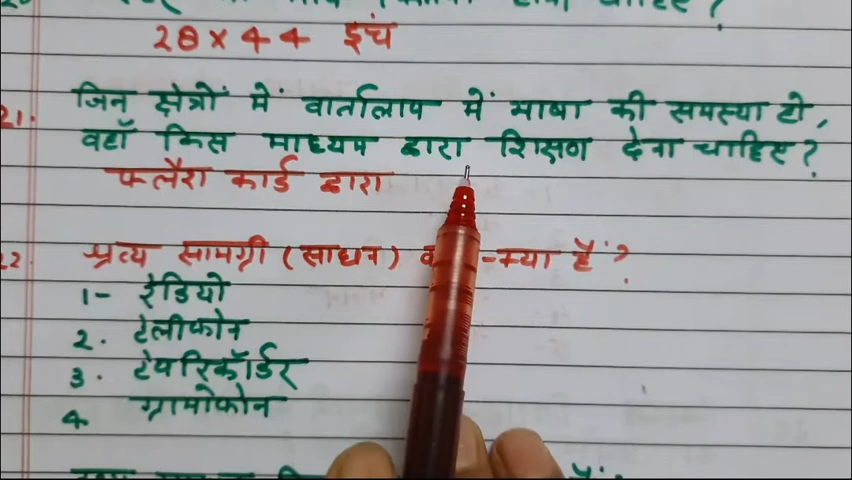 28 × 44 इंच
21. जिन क्षेत्रों में वार्तालाप में भाषा की समस्या हो,
वहाँ किस माध्यम द्वारा शिक्षण देना चाहिए?
फ्लैश कार्ड द्वारा
22. श्रव्य सामग्री (साधन) -क्या हैं?
1- रेडियो
2. टेलीफोन
3. टेपरिकॉर्डर
4 ग्रामोफोन